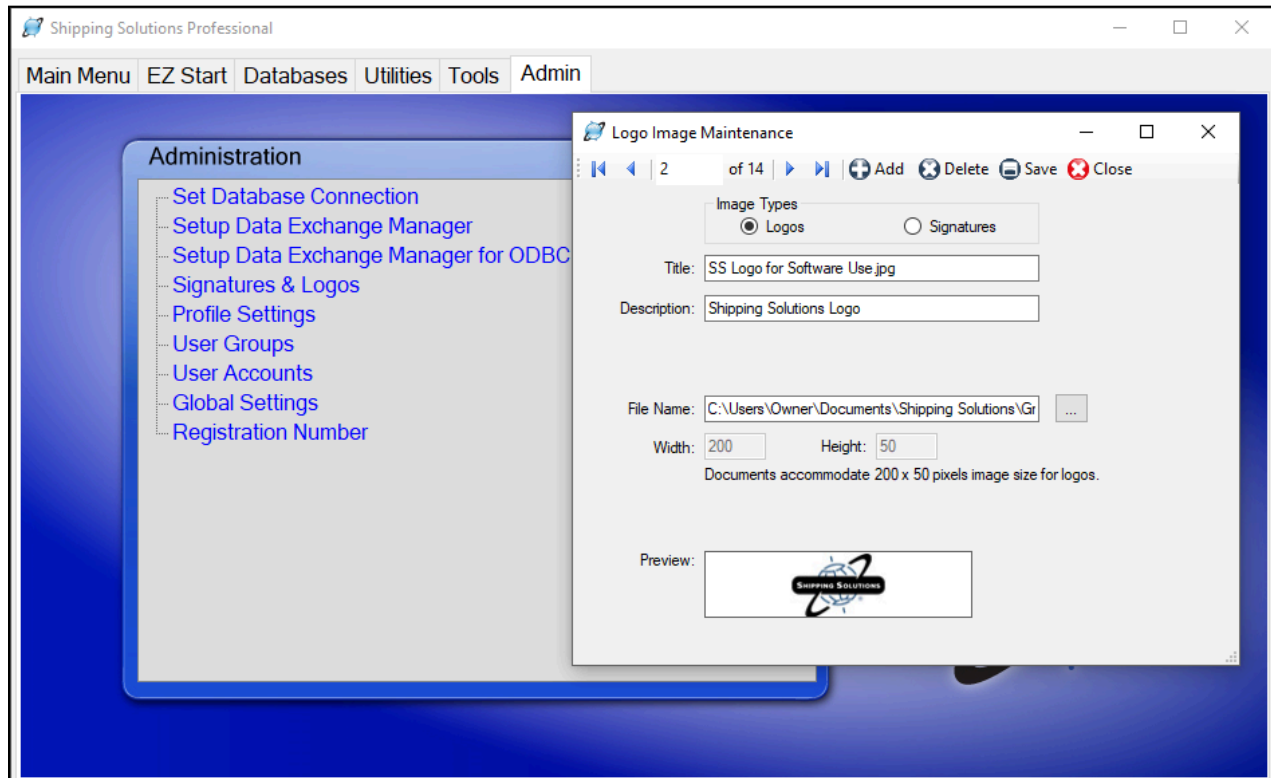 Shipping Solutions Professional
Main Menu EZ Start Databases Utilities Tools Admin
Administration
Set Database Connection
Setup Data Exchange Manager
Setup Data Exchange Manager for ODBC
Signatures & Logos
Profile Settings
User Groups
User Accounts
Global Settings
Registration Number
Logo Image Maintenance
2 of 14 Add Delete Save Close
Image Types
Logos Signatures
Title: SS Logo for Software Use.jpg
Description: Shipping Solutions Logo
File Name: C:\Users\Owner\Documents\Shipping Solutions\Gr ...
Width: 200 Height: 50
Documents accommodate 200 x 50 pixels image size for logos.
Preview:
SHIPPING SOLUTIONS